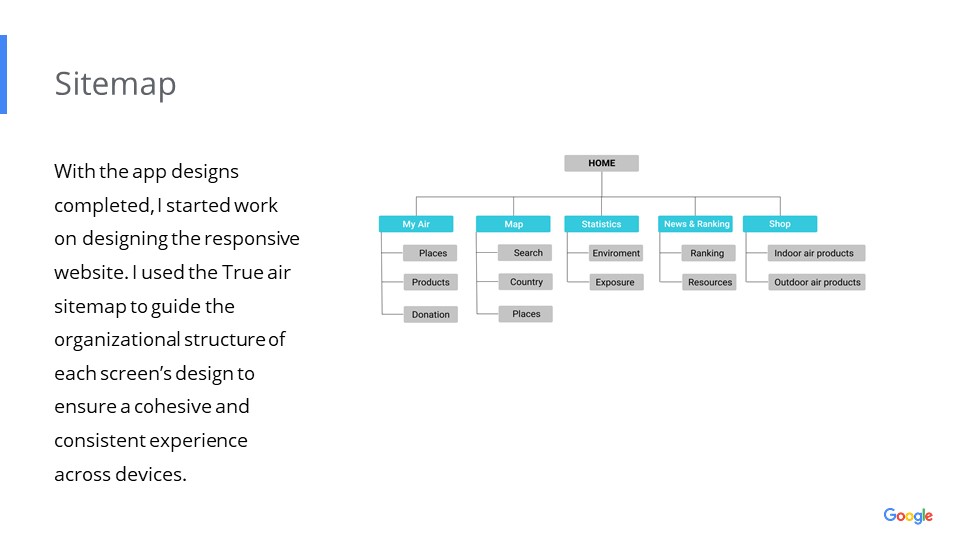 Sitemap
With the app designs
completed, I started work
on designing the responsive
website. I used the True air
sitemap to guide the
organizational structure of
each screen's design to
ensure a cohesive and
consistent experience
across devices.
HOME
My Air
Map
Statistics
News & Ranking
Shop
Places
Search
Enviroment
Ranking
Indoor air products
Products
Country
Exposure
Resources
Outdoor air products
Donation
Places
Google